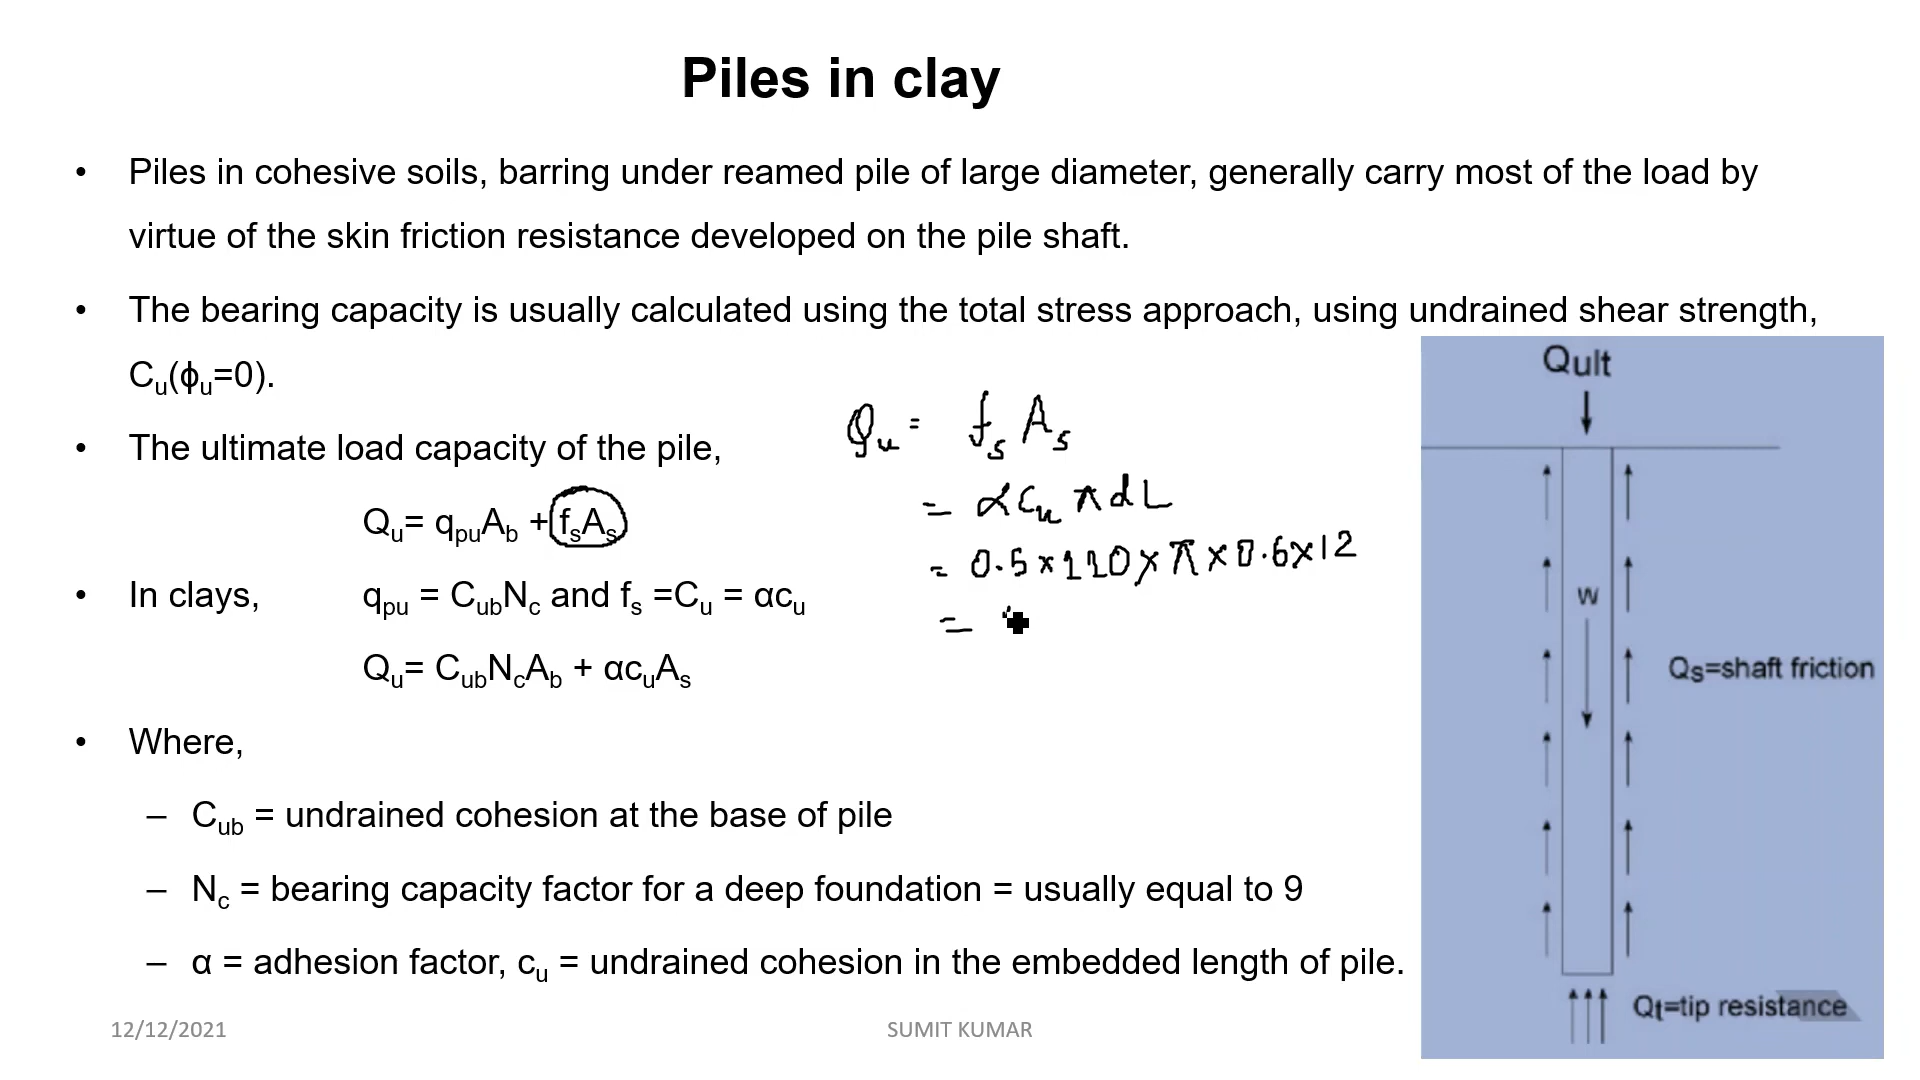 Piles in clay
• Piles in cohesive soils, barring under reamed pile of large diameter, generally carry most of the load by
virtue of the skin friction resistance developed on the pile shaft.
• The bearing capacity is usually calculated using the total stress approach, using undrained shear strength,
Cu(ϕu=0).
• The ultimate load capacity of the pile,
Qu= qpuAb +fsAs
• In clays, qpu = CubNc and fs =Cu = αcu
Qu= CubNcAb + αcuAs
• Where,
– Cub = undrained cohesion at the base of pile
– Nc = bearing capacity factor for a deep foundation = usually equal to 9
– α = adhesion factor, cu = undrained cohesion in the embedded length of pile.
Qu = fs As
= αcu πdL
= 0.5×110×π×0.6×12
=
Qult
W
Qs=shaft friction
Qt=tip resistance
12/12/2021
SUMIT KUMAR